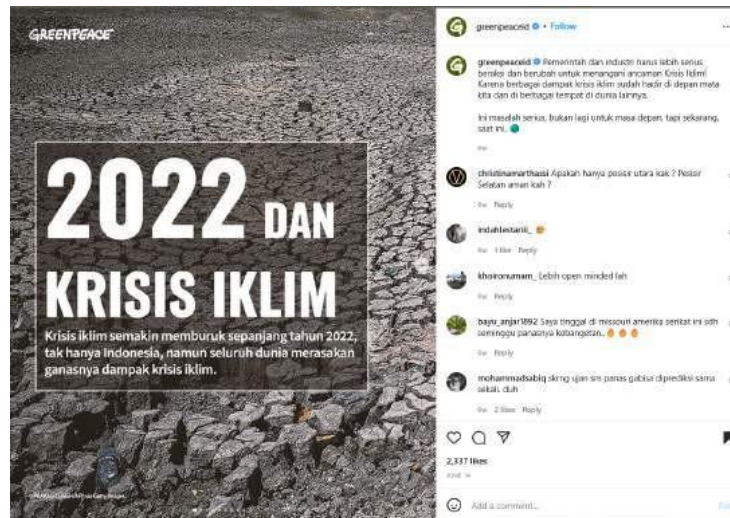 GREENPEACE
2022 DAN
KRISIS IKLIM
Krisis iklim semakin memburuk sepanjang tahun 2022,
tak hanya Indonesia, namun seluruh dunia merasakan
ganasnya dampak krisis iklim.
greenpeaceid • Follow
greenpeaceid Pemerintah dan industri harus lebih serius
beraksi dan berubah untuk menangani ancaman Krisis Iklim!
Karena berbagai dampak krisis iklim sudah hadir di depan mata
kita dan di berbagai tempat di dunia lainnya.
Ini masalah serius, bukan lagi untuk masa depan, tapi sekarang,
saat ini.
christinamarthassi Apakah hanya pesisir utara kak ? Pesisir
Selatan aman kah ?
Reply
indahlestariii_
1 like Reply
khoironumam_ Lebih open minded lah
Reply
bayu_anjar1892 Saya tinggal di missouri amerika serikat ini sdh
seminggu panasnya kebangetan..
Reply
mohammadsabiq skrng ujan sm panas gabisa diprediksi sama
sekali. duh
2 likes Reply
2,337 likes
Add a comment...